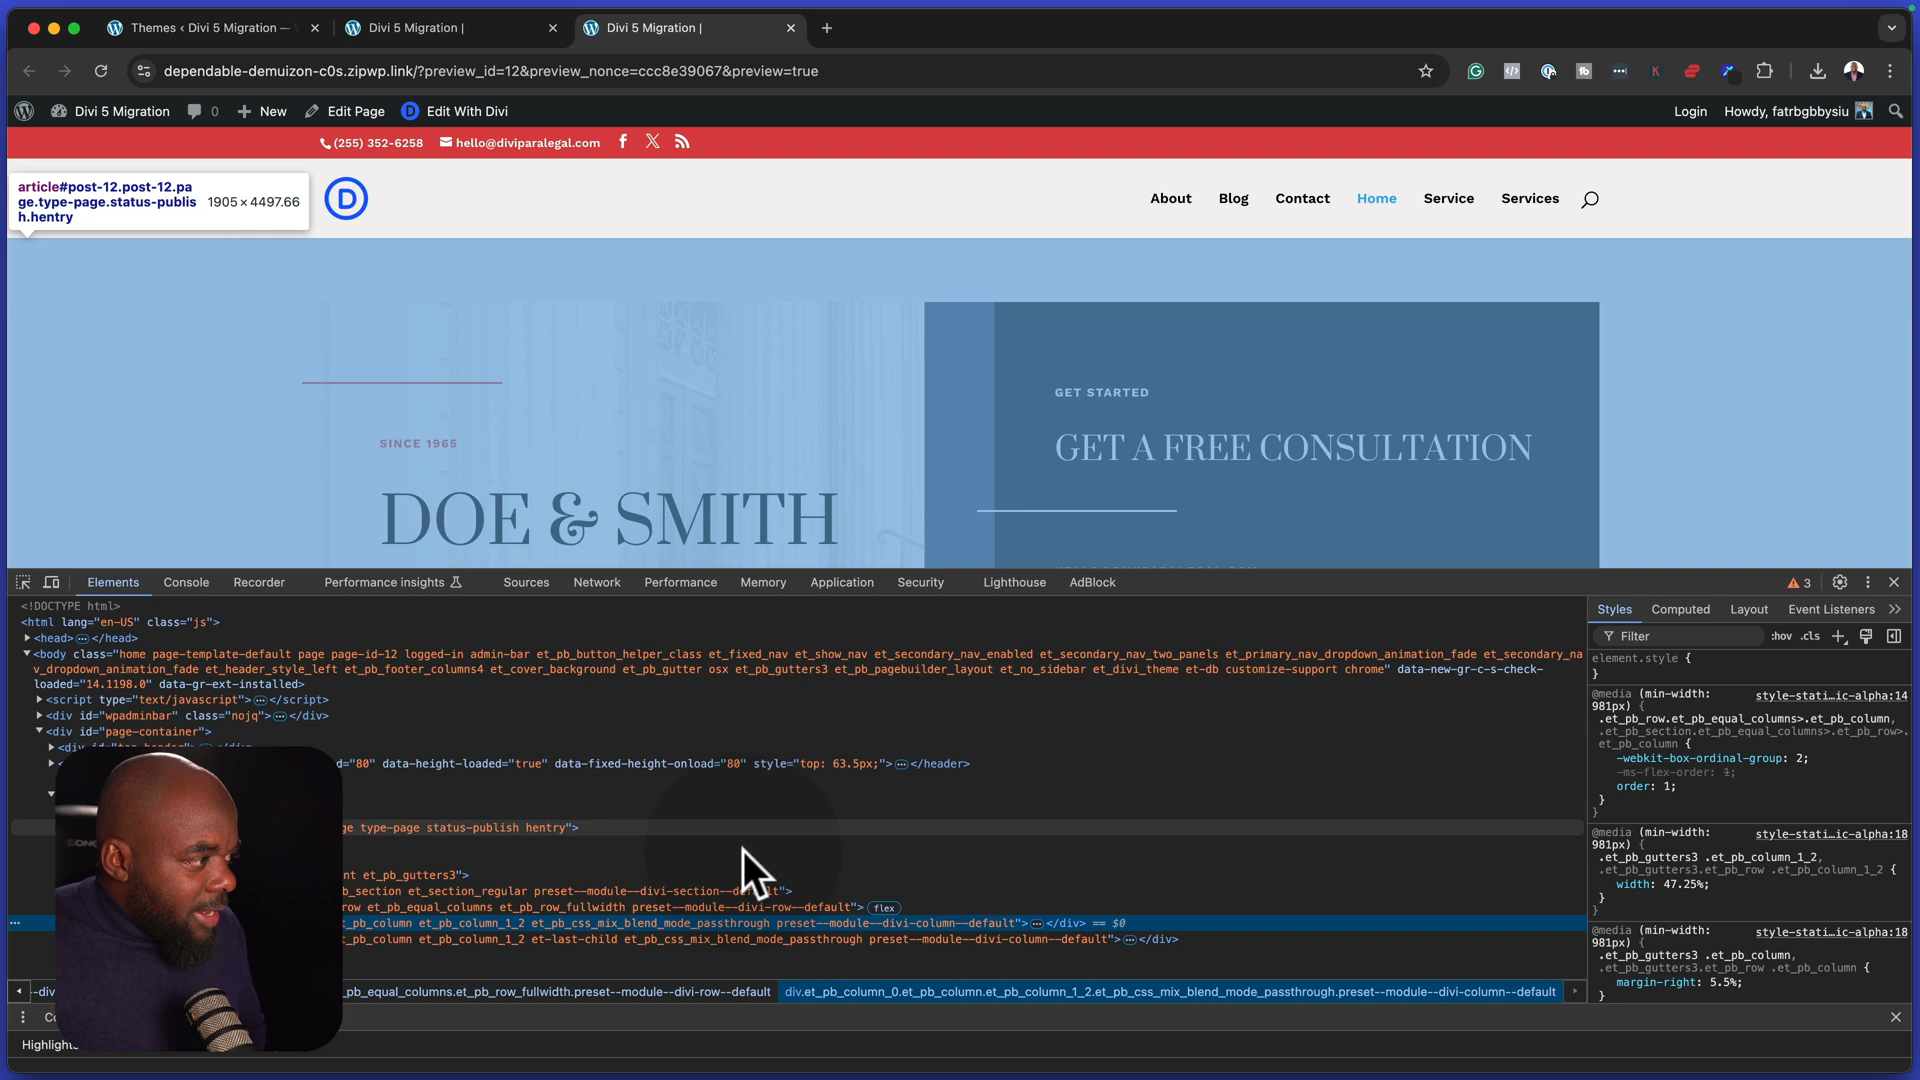 Themes ‹ Divi 5 Migration —
Divi 5 Migration |
Divi 5 Migration |
dependable-demuizon-c0s.zipwp.link/?preview_id=12&preview_nonce=ccc8e39067&preview=true
Divi 5 Migration 0 New Edit Page D Edit With Divi Login Howdy, fatrbgbbysiu
(255) 352-6258 hello@diviparalegal.com
article#post-12.post-12.pa
ge.type-page.status-publis
h.hentry
1905 × 4497.66
D
About Blog Contact Home Service Services
SINCE 1965
DOE & SMITH
GET STARTED
GET A FREE CONSULTATION
Elements Console Recorder Performance insights Sources Network Performance Memory Application Security Lighthouse AdBlock 3
<!DOCTYPE html>
<html lang="en-US" class="js">
<head>…</head>
<body class="home page-template-default page page-id-12 logged-in admin-bar et_pb_button_helper_class et_fixed_nav et_show_nav et_secondary_nav_enabled et_secondary_nav_two_panels et_primary_nav_dropdown_animation_fade et_secondary_na
v_dropdown_animation_fade et_header_style_left et_pb_footer_columns4 et_cover_background et_pb_gutter osx et_pb_gutters3 et_pb_pagebuilder_layout et_no_sidebar et_divi_theme et-db customize-support chrome" data-new-gr-c-s-check-
loaded="14.1198.0" data-gr-ext-installed>
<script type="text/javascript">…</script>
<div id="wpadminbar" class="nojq">…</div>
<div id="page-container">
d="80" data-height-loaded="true" data-fixed-height-onload="80" style="top: 63.5px;">…</header>
ge type-page status-publish hentry">
nt et_pb_gutters3">
b_section et_section_regular preset--module--divi-section--default">
row et_pb_equal_columns et_pb_row_fullwidth preset--module--divi-row--default"> flex
t_pb_column et_pb_column_1_2 et_pb_css_mix_blend_mode_passthrough preset--module--divi-column--default">…</div> == $0
t_pb_column et_pb_column_1_2 et-last-child et_pb_css_mix_blend_mode_passthrough preset--module--divi-column--default">…</div>
--div
_pb_equal_columns.et_pb_row_fullwidth.preset--module--divi-row--default div.et_pb_column_0.et_pb_column.et_pb_column_1_2.et_pb_css_mix_blend_mode_passthrough.preset--module--divi-column--default
Styles Computed Layout Event Listeners
Filter :hov .cls
element.style {
}
@media (min-width: style-stati…ic-alpha:14
981px) {
.et_pb_row.et_pb_equal_columns>.et_pb_column,
.et_pb_section.et_pb_equal_columns>.et_pb_row>.
et_pb_column {
-webkit-box-ordinal-group: 2;
-ms-flex-order: 1;
order: 1;
}
}
@media (min-width: style-stati…ic-alpha:18
981px) {
.et_pb_gutters3 .et_pb_column_1_2,
.et_pb_gutters3.et_pb_row .et_pb_column_1_2 {
width: 47.25%;
}
}
@media (min-width: style-stati…ic-alpha:18
981px) {
.et_pb_gutters3 .et_pb_column,
.et_pb_gutters3.et_pb_row .et_pb_column {
margin-right: 5.5%;
}